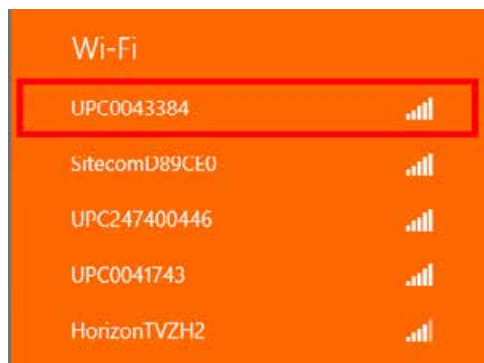 Wi-Fi
UPC0043384
SitecomD89CE0
UPC247400446
UPC0041743
HorizonTVZH2